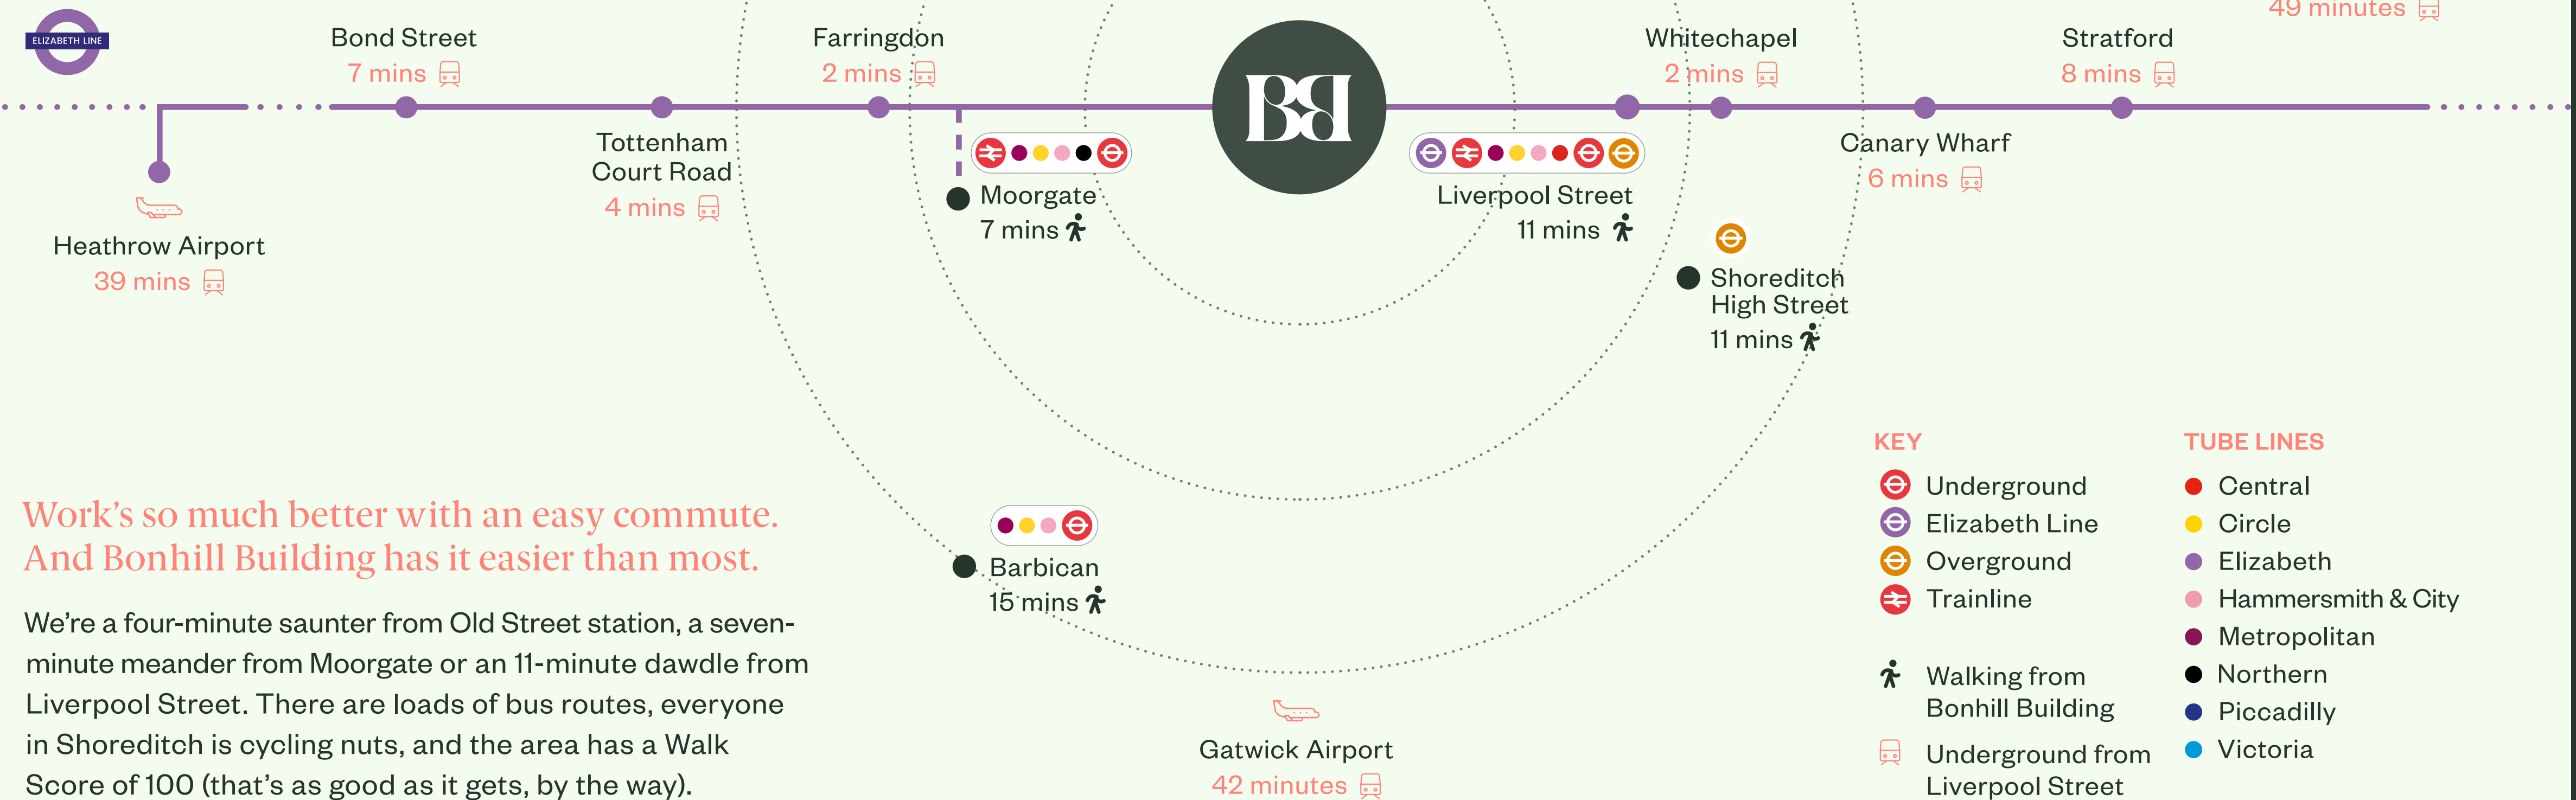 49 minutes
ELIZABETH LINE
Bond Street
7 mins
Farringdon
2 mins
BB
Whitechapel
2 mins
Stratford
8 mins
Tottenham
Court Road
4 mins
Moorgate
7 mins
Liverpool Street
11 mins
Canary Wharf
6 mins
Heathrow Airport
39 mins
Shoreditch
High Street
11 mins
Barbican
15 mins
Gatwick Airport
42 minutes
Work’s so much better with an easy commute.
And Bonhill Building has it easier than most.
We’re a four-minute saunter from Old Street station, a seven-
minute meander from Moorgate or an 11-minute dawdle from
Liverpool Street. There are loads of bus routes, everyone
in Shoreditch is cycling nuts, and the area has a Walk
Score of 100 (that’s as good as it gets, by the way).
KEY
Underground
Elizabeth Line
Overground
Trainline
Walking from
Bonhill Building
Underground from
Liverpool Street
TUBE LINES
Central
Circle
Elizabeth
Hammersmith & City
Metropolitan
Northern
Piccadilly
Victoria